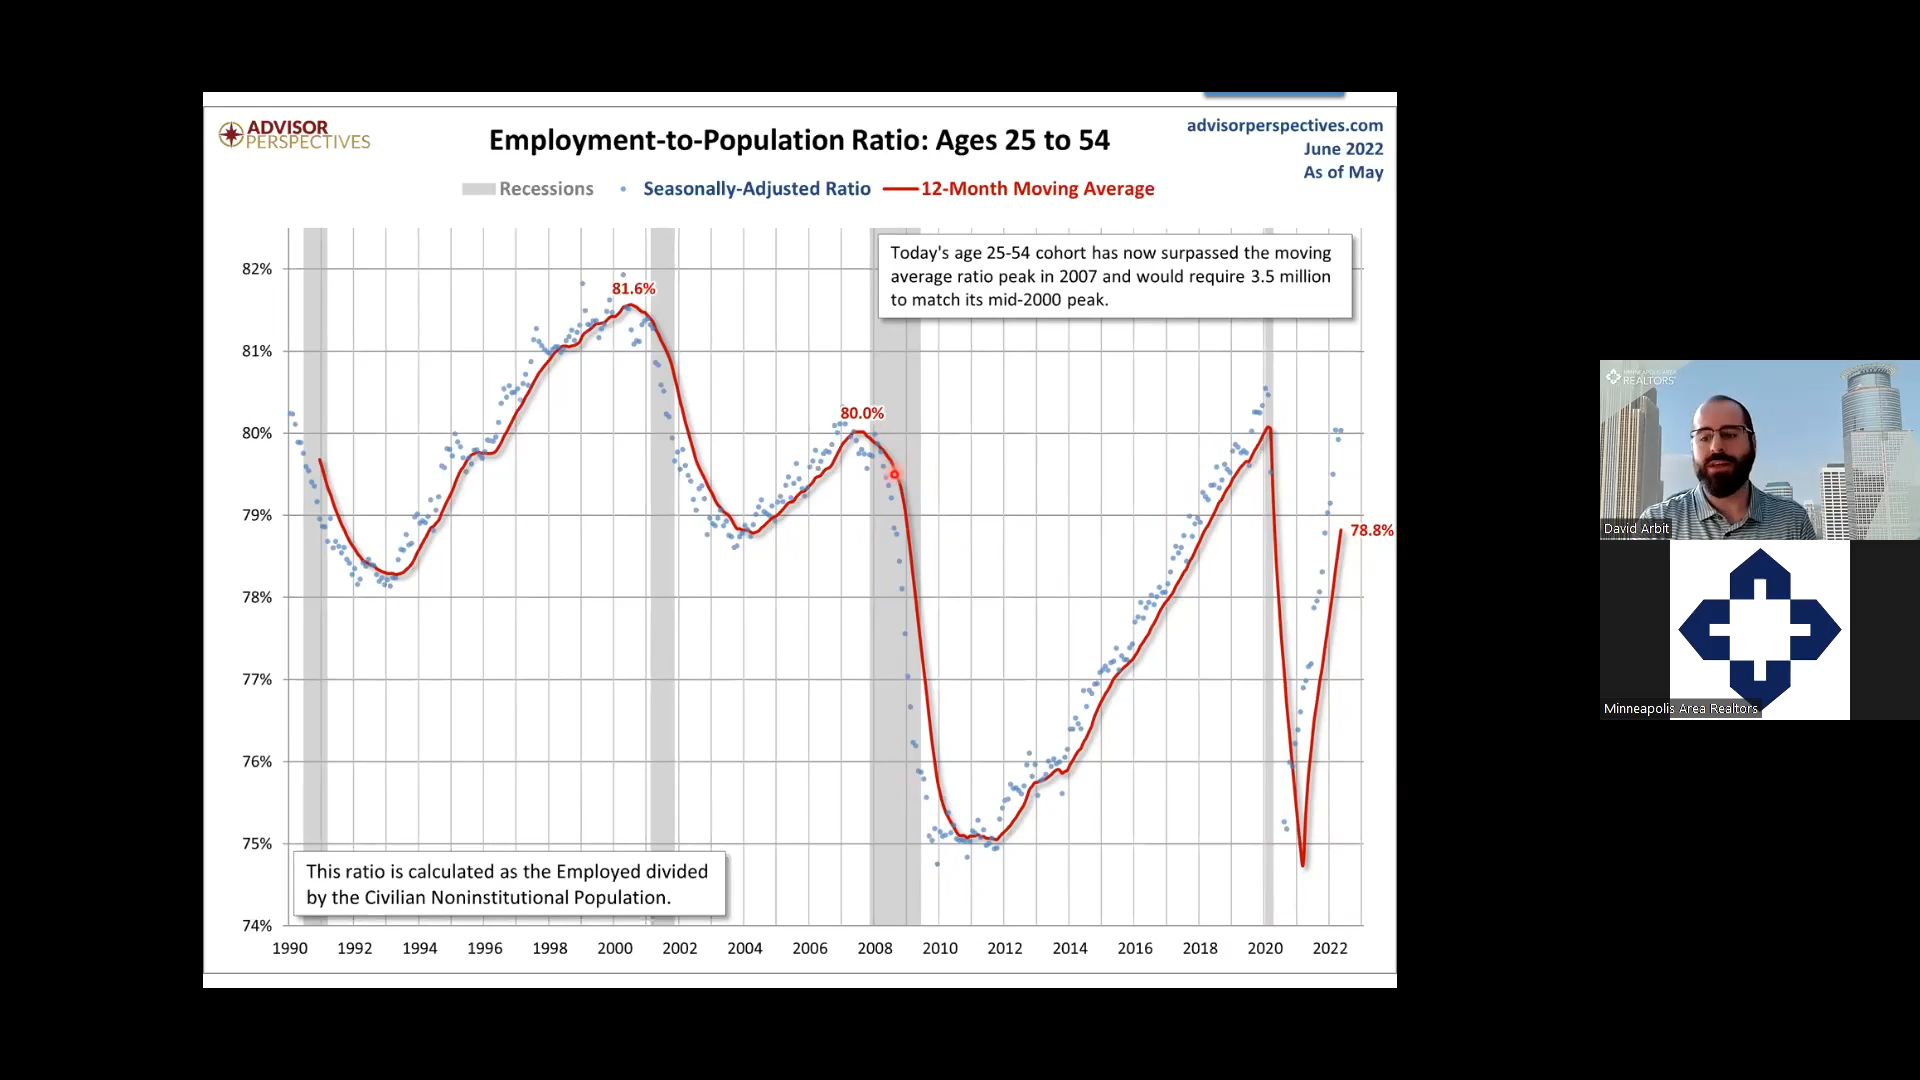 ADVISOR
PERSPECTIVES
Employment-to-Population Ratio: Ages 25 to 54
advisorperspectives.com
June 2022
As of May
Recessions
Seasonally-Adjusted Ratio
12-Month Moving Average
Today's age 25-54 cohort has now surpassed the moving
average ratio peak in 2007 and would require 3.5 million
to match its mid-2000 peak.
82%
81%
80%
79%
78%
77%
76%
75%
74%
81.6%
80.0%
78.8%
This ratio is calculated as the Employed divided
by the Civilian Noninstitutional Population.
1990 1992 1994 1996 1998 2000 2002 2004 2006 2008 2010 2012 2014 2016 2018 2020 2022
MINNEAPOLIS AREA
REALTORS
David Arbit
Minneapolis Area Realtors